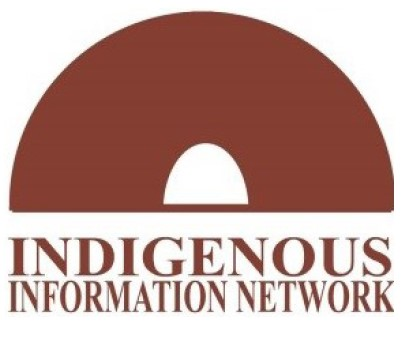 INDIGENOUS
INFORMATION NETWORK